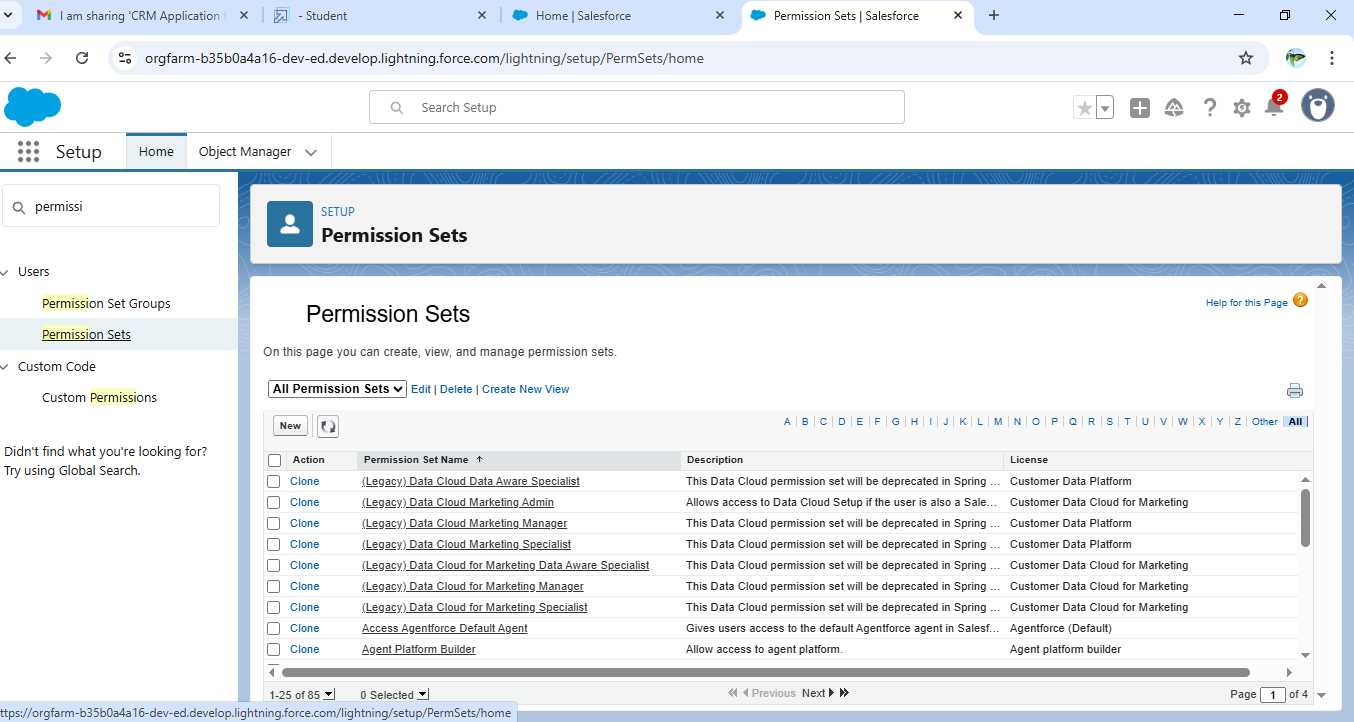 I am sharing 'CRM Application f
- Student
Home | Salesforce
Permission Sets | Salesforce
orgfarm-b35b0a4a16-dev-ed.develop.lightning.force.com/lightning/setup/PermSets/home
Search Setup
2
Setup
Home
Object Manager
permissi
Users
Permission Set Groups
Permission Sets
Custom Code
Custom Permissions
Didn't find what you're looking for?
Try using Global Search.
SETUP
Permission Sets
Permission Sets
Help for this Page ?
On this page you can create, view, and manage permission sets.
All Permission Sets Edit | Delete | Create New View
New
A | B | C | D | E | F | G | H | I | J | K | L | M | N | O | P | Q | R | S | T | U | V | W | X | Y | Z | Other | All |
Action Permission Set Name ↑ Description License
Clone (Legacy) Data Cloud Data Aware Specialist This Data Cloud permission set will be deprecated in Spring ... Customer Data Platform
Clone (Legacy) Data Cloud Marketing Admin Allows access to Data Cloud Setup if the user is also a Sale... Customer Data Cloud for Marketing
Clone (Legacy) Data Cloud Marketing Manager This Data Cloud permission set will be deprecated in Spring ... Customer Data Platform
Clone (Legacy) Data Cloud Marketing Specialist This Data Cloud permission set will be deprecated in Spring ... Customer Data Platform
Clone (Legacy) Data Cloud for Marketing Data Aware Specialist This Data Cloud permission set will be deprecated in Spring ... Customer Data Cloud for Marketing
Clone (Legacy) Data Cloud for Marketing Manager This Data Cloud permission set will be deprecated in Spring ... Customer Data Cloud for Marketing
Clone (Legacy) Data Cloud for Marketing Specialist This Data Cloud permission set will be deprecated in Spring ... Customer Data Cloud for Marketing
Clone Access Agentforce Default Agent Gives users access to the default Agentforce agent in Salesf... Agentforce (Default)
Clone Agent Platform Builder Allow access to agent platform. Agent platform builder
1-25 of 85 0 Selected Previous Next Page 1 of 4
ttps://orgfarm-b35b0a4a16-dev-ed.develop.lightning.force.com/lightning/setup/PermSets/home